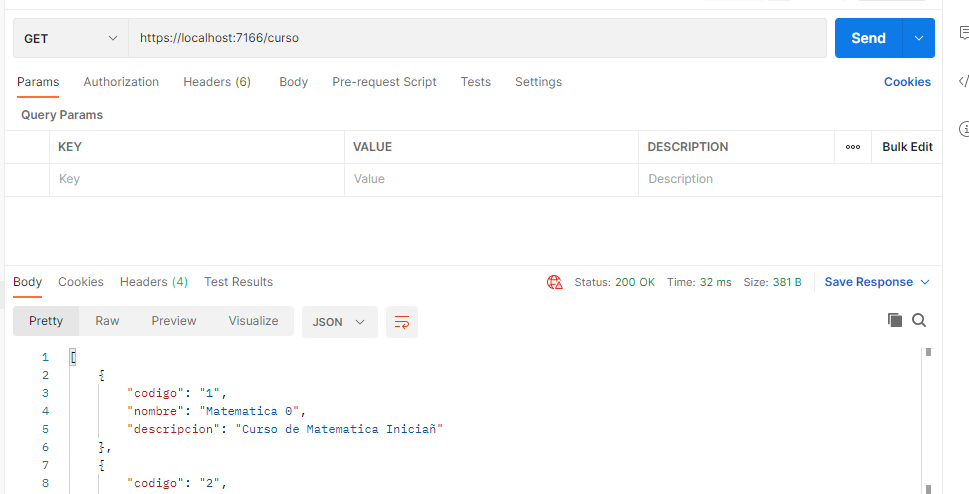 GET https://localhost:7166/curso Send
Params Authorization Headers (6) Body Pre-request Script Tests Settings Cookies
Query Params
KEY VALUE DESCRIPTION Bulk Edit
Key Value Description
Body Cookies Headers (4) Test Results Status: 200 OK Time: 32 ms Size: 381 B Save Response
Pretty Raw Preview Visualize JSON
1 [
2 {
3 "codigo": "1",
4 "nombre": "Matematica 0",
5 "descripcion": "Curso de Matematica Iniciañ"
6 },
7 {
8 "codigo": "2",